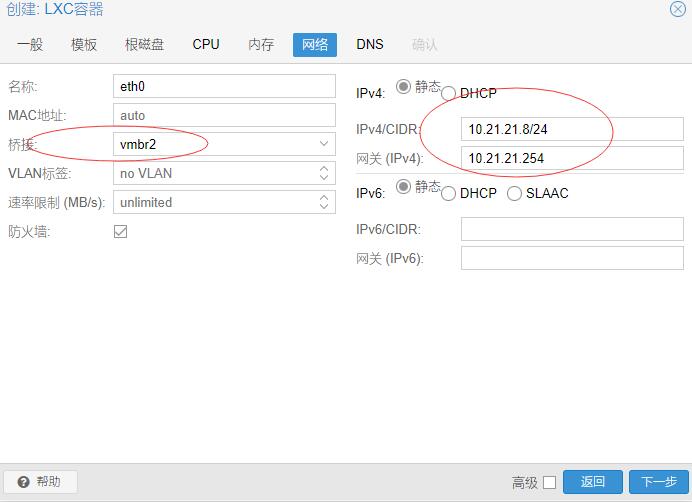 创建: LXC容器
一般 模板 根磁盘 CPU 内存 网络 DNS 确认
名称: eth0
MAC地址: auto
桥接: vmbr2
VLAN标签: no VLAN
速率限制 (MB/s): unlimited
防火墙:
IPv4: 静态 DHCP
IPv4/CIDR: 10.21.21.8/24
网关 (IPv4): 10.21.21.254
IPv6: 静态 DHCP SLAAC
IPv6/CIDR:
网关 (IPv6):
帮助 高级 返回 下一步